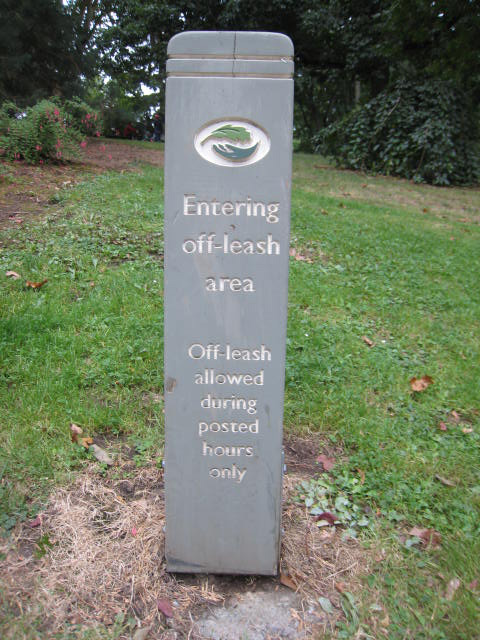 Entering
off-leash
area
Off-leash
allowed
during
posted
hours
only